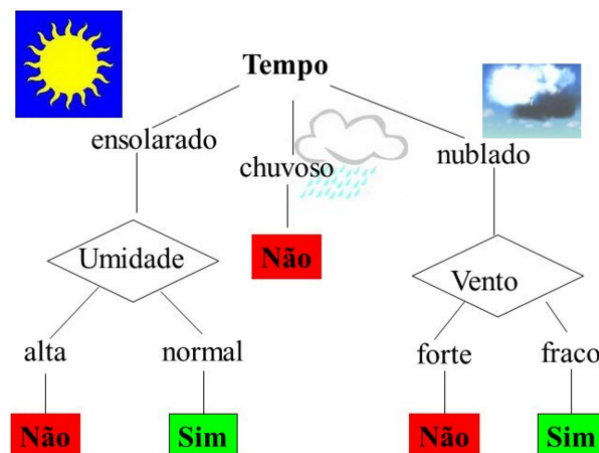 Tempo
ensolarado
chuvoso
nublado
Umidade
Não
Vento
alta
normal
forte
fraco
Não
Sim
Não
Sim